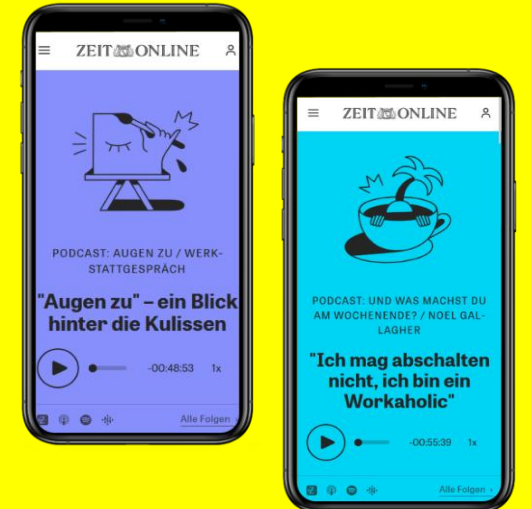 ZEIT ONLINE
PODCAST: AUGEN ZU / WERK-
STATTGESPRÄCH
"Augen zu" – ein Blick
hinter die Kulissen
-00:48:53 1x
Alle Folgen ›
ZEIT ONLINE
PODCAST: UND WAS MACHST DU
AM WOCHENENDE? / NOEL GAL-
LAGHER
"Ich mag abschalten
nicht, ich bin ein
Workaholic"
-00:55:39 1x
Alle Folgen ›